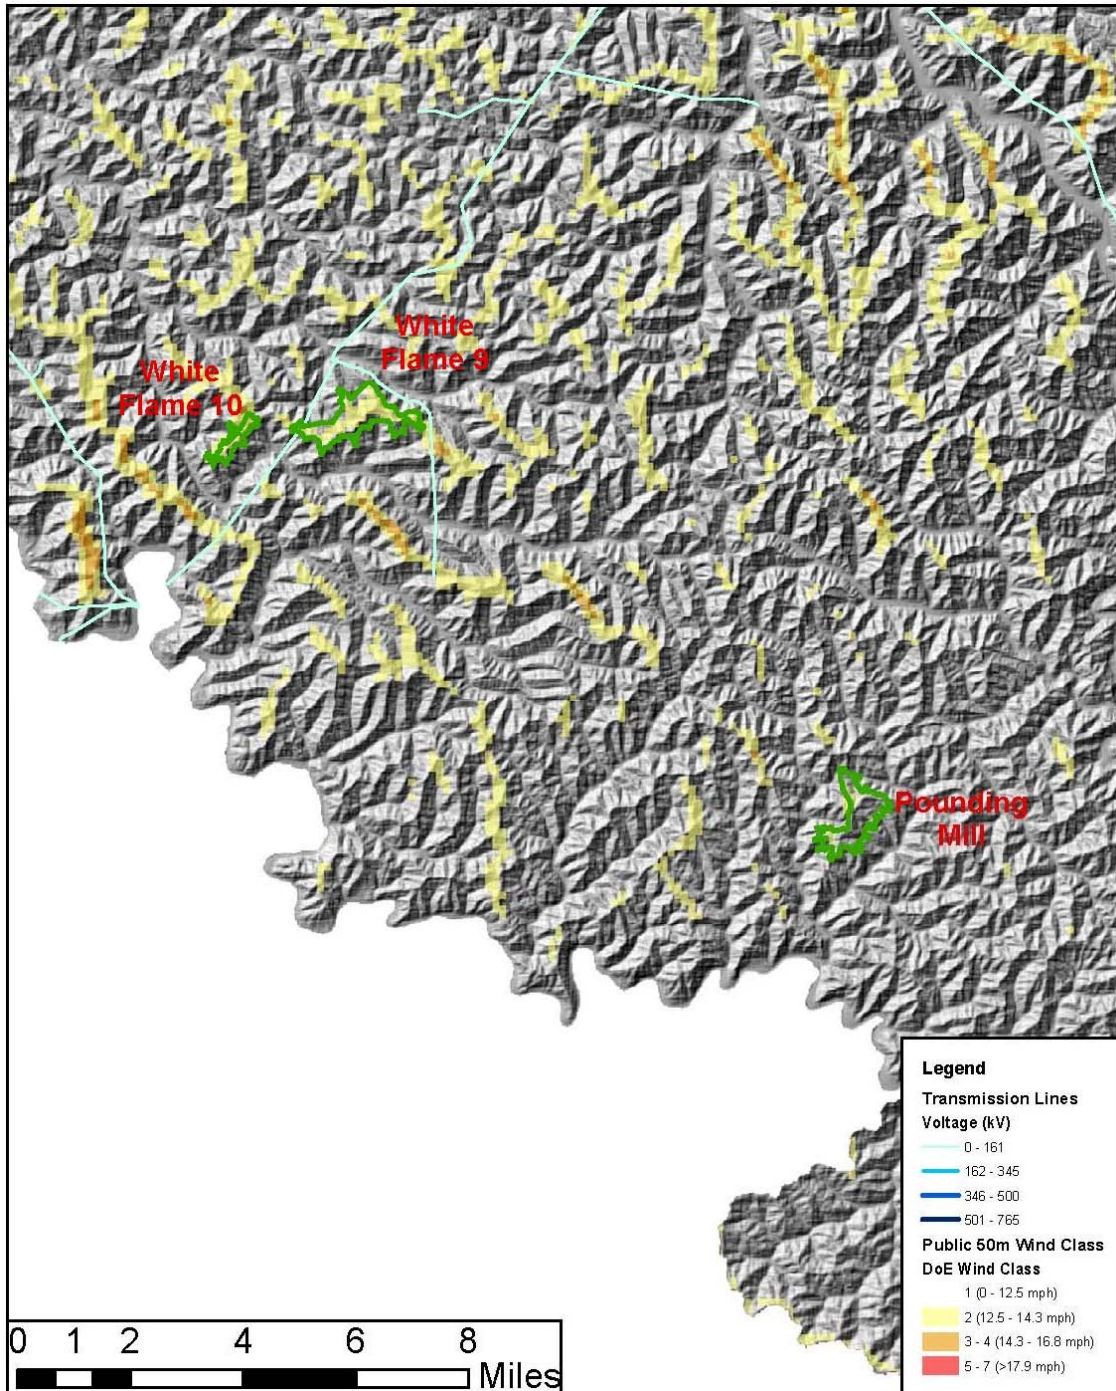 White
Flame 9
White
Flame 10
Pounding
Mill
Legend
Transmission Lines
Voltage (kV)
0 - 161
162 - 345
346 - 500
501 - 765
Public 50m Wind Class
DoE Wind Class
1 (0 - 12.5 mph)
2 (12.5 - 14.3 mph)
3 - 4 (14.3 - 16.8 mph)
5 - 7 (>17.9 mph)
0 1 2 4 6 8
Miles